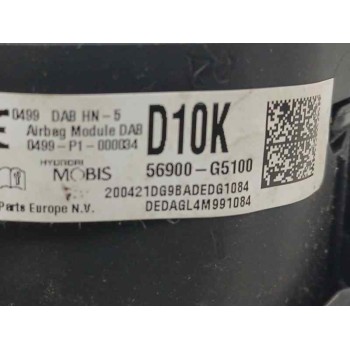 0499 DAB HN-5
Airbag Module DAB
0499-P1-000034
D10K
HYUNDAI
MOBIS
56900-G5100
200421DG9BADEDG1084
Parts Europe N.V.
DEDAGL4M991084